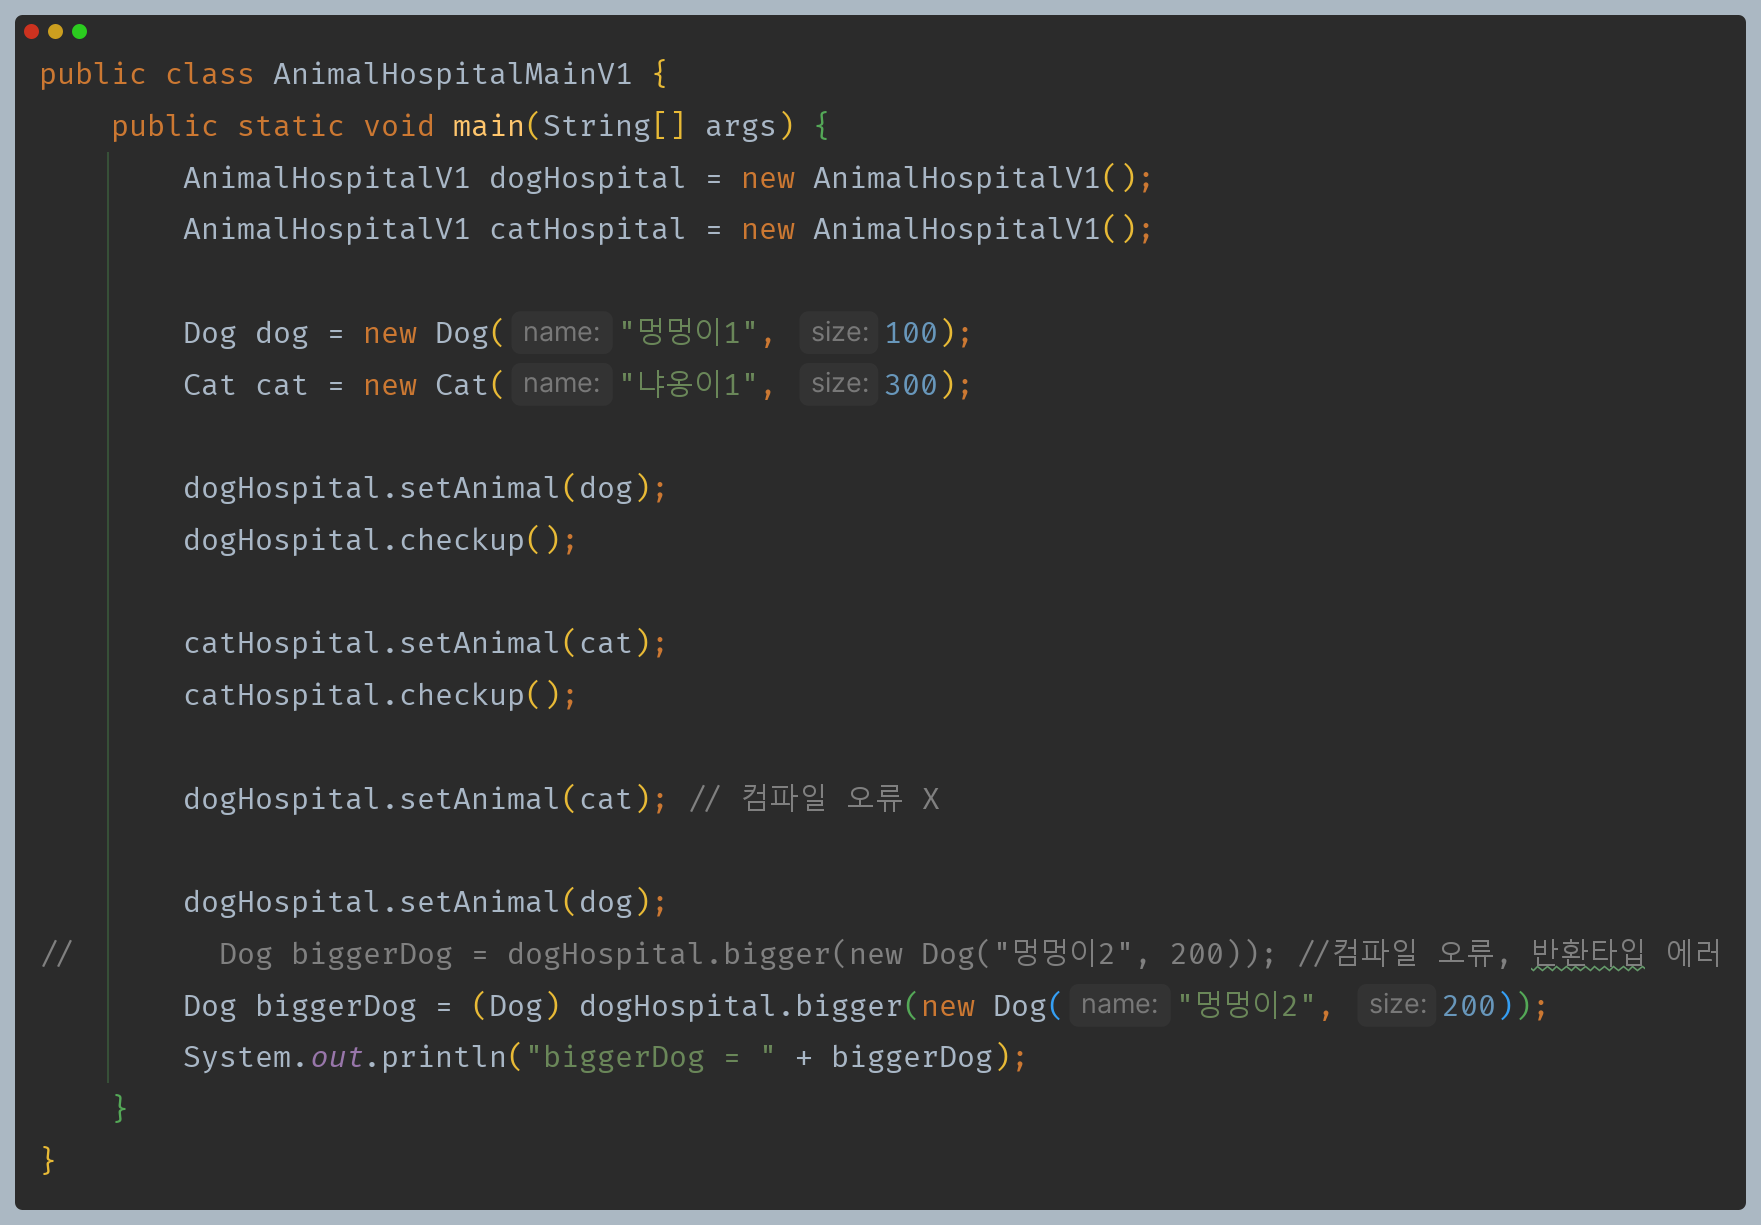 public class AnimalHospitalMainV1 {
public static void main(String[] args) {
AnimalHospitalV1 dogHospital = new AnimalHospitalV1();
AnimalHospitalV1 catHospital = new AnimalHospitalV1();
Dog dog = new Dog( name: "멍멍이1", size: 100);
Cat cat = new Cat( name: "냐옹이1", size: 300);
dogHospital.setAnimal(dog);
dogHospital.checkup();
catHospital.setAnimal(cat);
catHospital.checkup();
dogHospital.setAnimal(cat); // 컴파일 오류 X
dogHospital.setAnimal(dog);
// Dog biggerDog = dogHospital.bigger(new Dog("멍멍이2", 200)); //컴파일 오류, 반환타입 에러
Dog biggerDog = (Dog) dogHospital.bigger(new Dog( name: "멍멍이2", size: 200));
System.out.println("biggerDog = " + biggerDog);
}
}